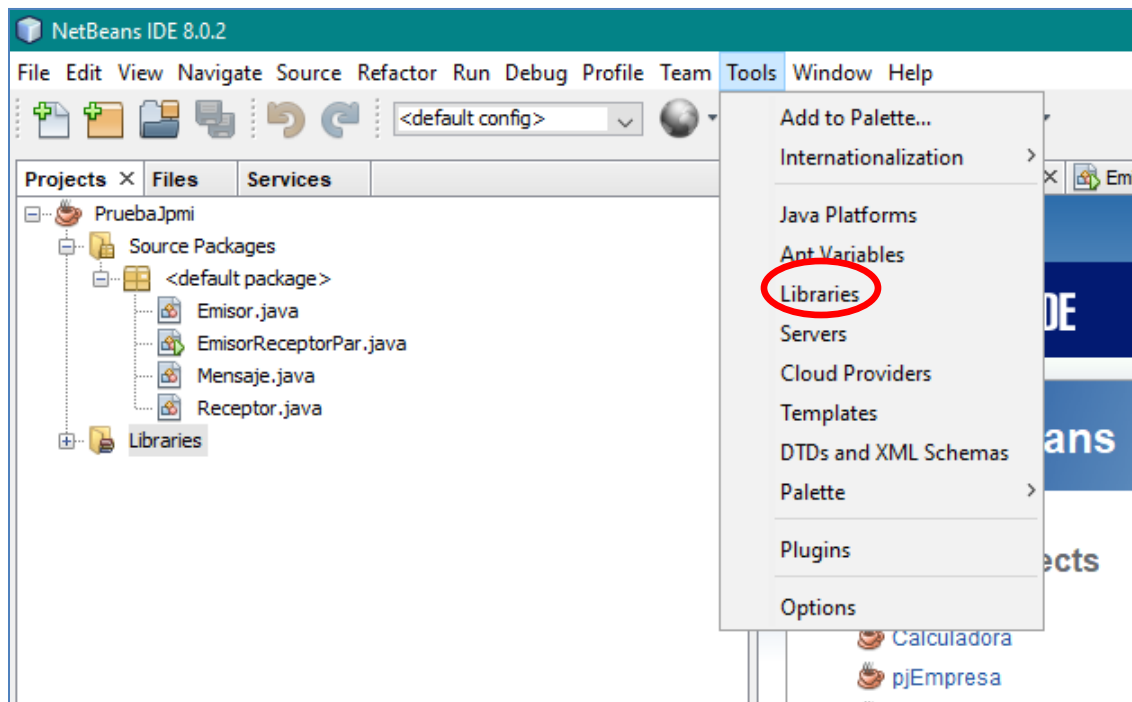 NetBeans IDE 8.0.2
File Edit View Navigate Source Refactor Run Debug Profile Team Tools Window Help
<default config>
Add to Palette...
Internationalization
Projects Files Services
Em
PruebaJpmi
Java Platforms
Source Packages
Ant Variables
<default package>
Libraries
DE
Emisor.java
Servers
EmisorReceptorPar.java
Cloud Providers
Mensaje.java
Templates
Receptor.java
Libraries
DTDs and XML Schemas
ans
Palette
Plugins
ects
Options
Calculadora
pjEmpresa